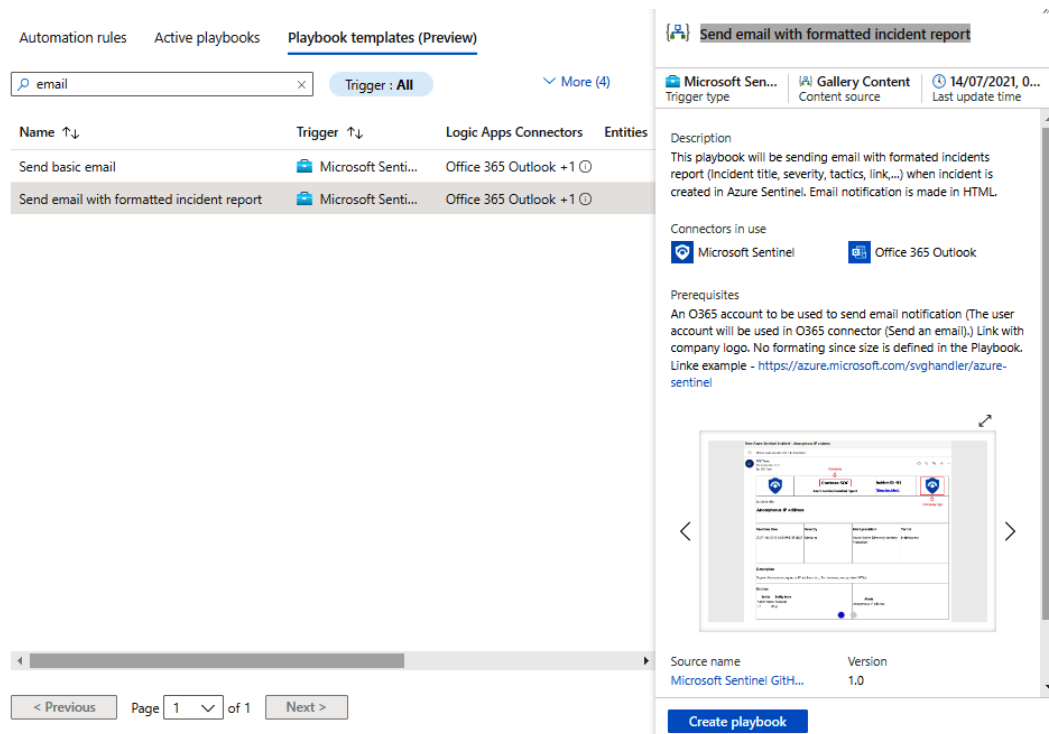 Automation rules Active playbooks Playbook templates (Preview)
email
Trigger : All
More (4)
Name Trigger Logic Apps Connectors Entities
Send basic email Microsoft Senti... Office 365 Outlook +1
Send email with formatted incident report Microsoft Senti... Office 365 Outlook +1
< Previous Page 1 of 1 Next >
Send email with formatted incident report
Microsoft Sen... Gallery Content 14/07/2021, 0...
Trigger type Content source Last update time
Description
This playbook will be sending email with formated incidents
report (Incident title, severity, tactics, link,...) when incident is
created in Azure Sentinel. Email notification is made in HTML.
Connectors in use
Microsoft Sentinel Office 365 Outlook
Prerequisites
An O365 account to be used to send email notification (The user
account will be used in O365 connector (Send an email).) Link with
company logo. No formating since size is defined in the Playbook.
Linke example - https://azure.microsoft.com/svghandler/azure-
sentinel
Contoso SOC
Anonymous IP address
Description
Source name Version
Microsoft Sentinel GitH... 1.0
Create playbook